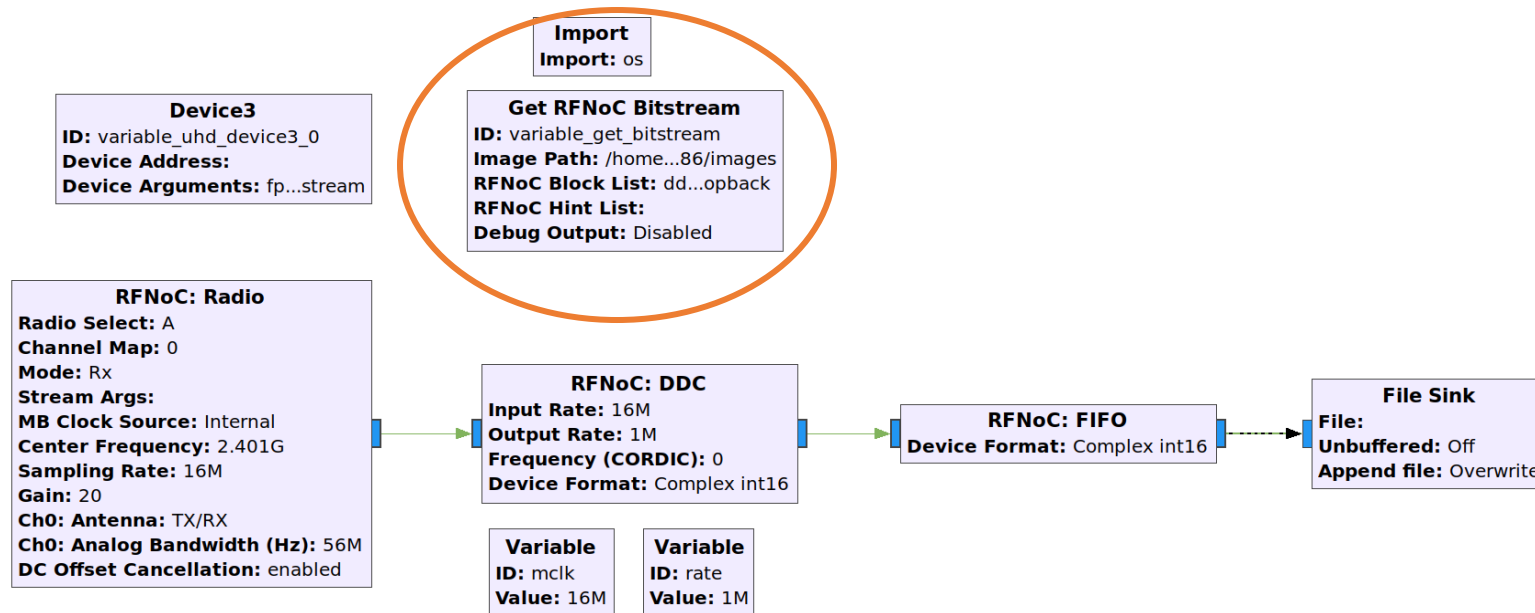 Import
Import: os
Device3
ID: variable_uhd_device3_0
Device Address:
Device Arguments: fp...stream
Get RFNoC Bitstream
ID: variable_get_bitstream
Image Path: /home...86/images
RFNoC Block List: dd...opback
RFNoC Hint List:
Debug Output: Disabled
RFNoC: Radio
Radio Select: A
Channel Map: 0
Mode: Rx
Stream Args:
MB Clock Source: Internal
Center Frequency: 2.401G
Sampling Rate: 16M
Gain: 20
Ch0: Antenna: TX/RX
Ch0: Analog Bandwidth (Hz): 56M
DC Offset Cancellation: enabled
RFNoC: DDC
Input Rate: 16M
Output Rate: 1M
Frequency (CORDIC): 0
Device Format: Complex int16
RFNoC: FIFO
Device Format: Complex int16
File Sink
File:
Unbuffered: Off
Append file: Overwrite
Variable
ID: mclk
Value: 16M
Variable
ID: rate
Value: 1M